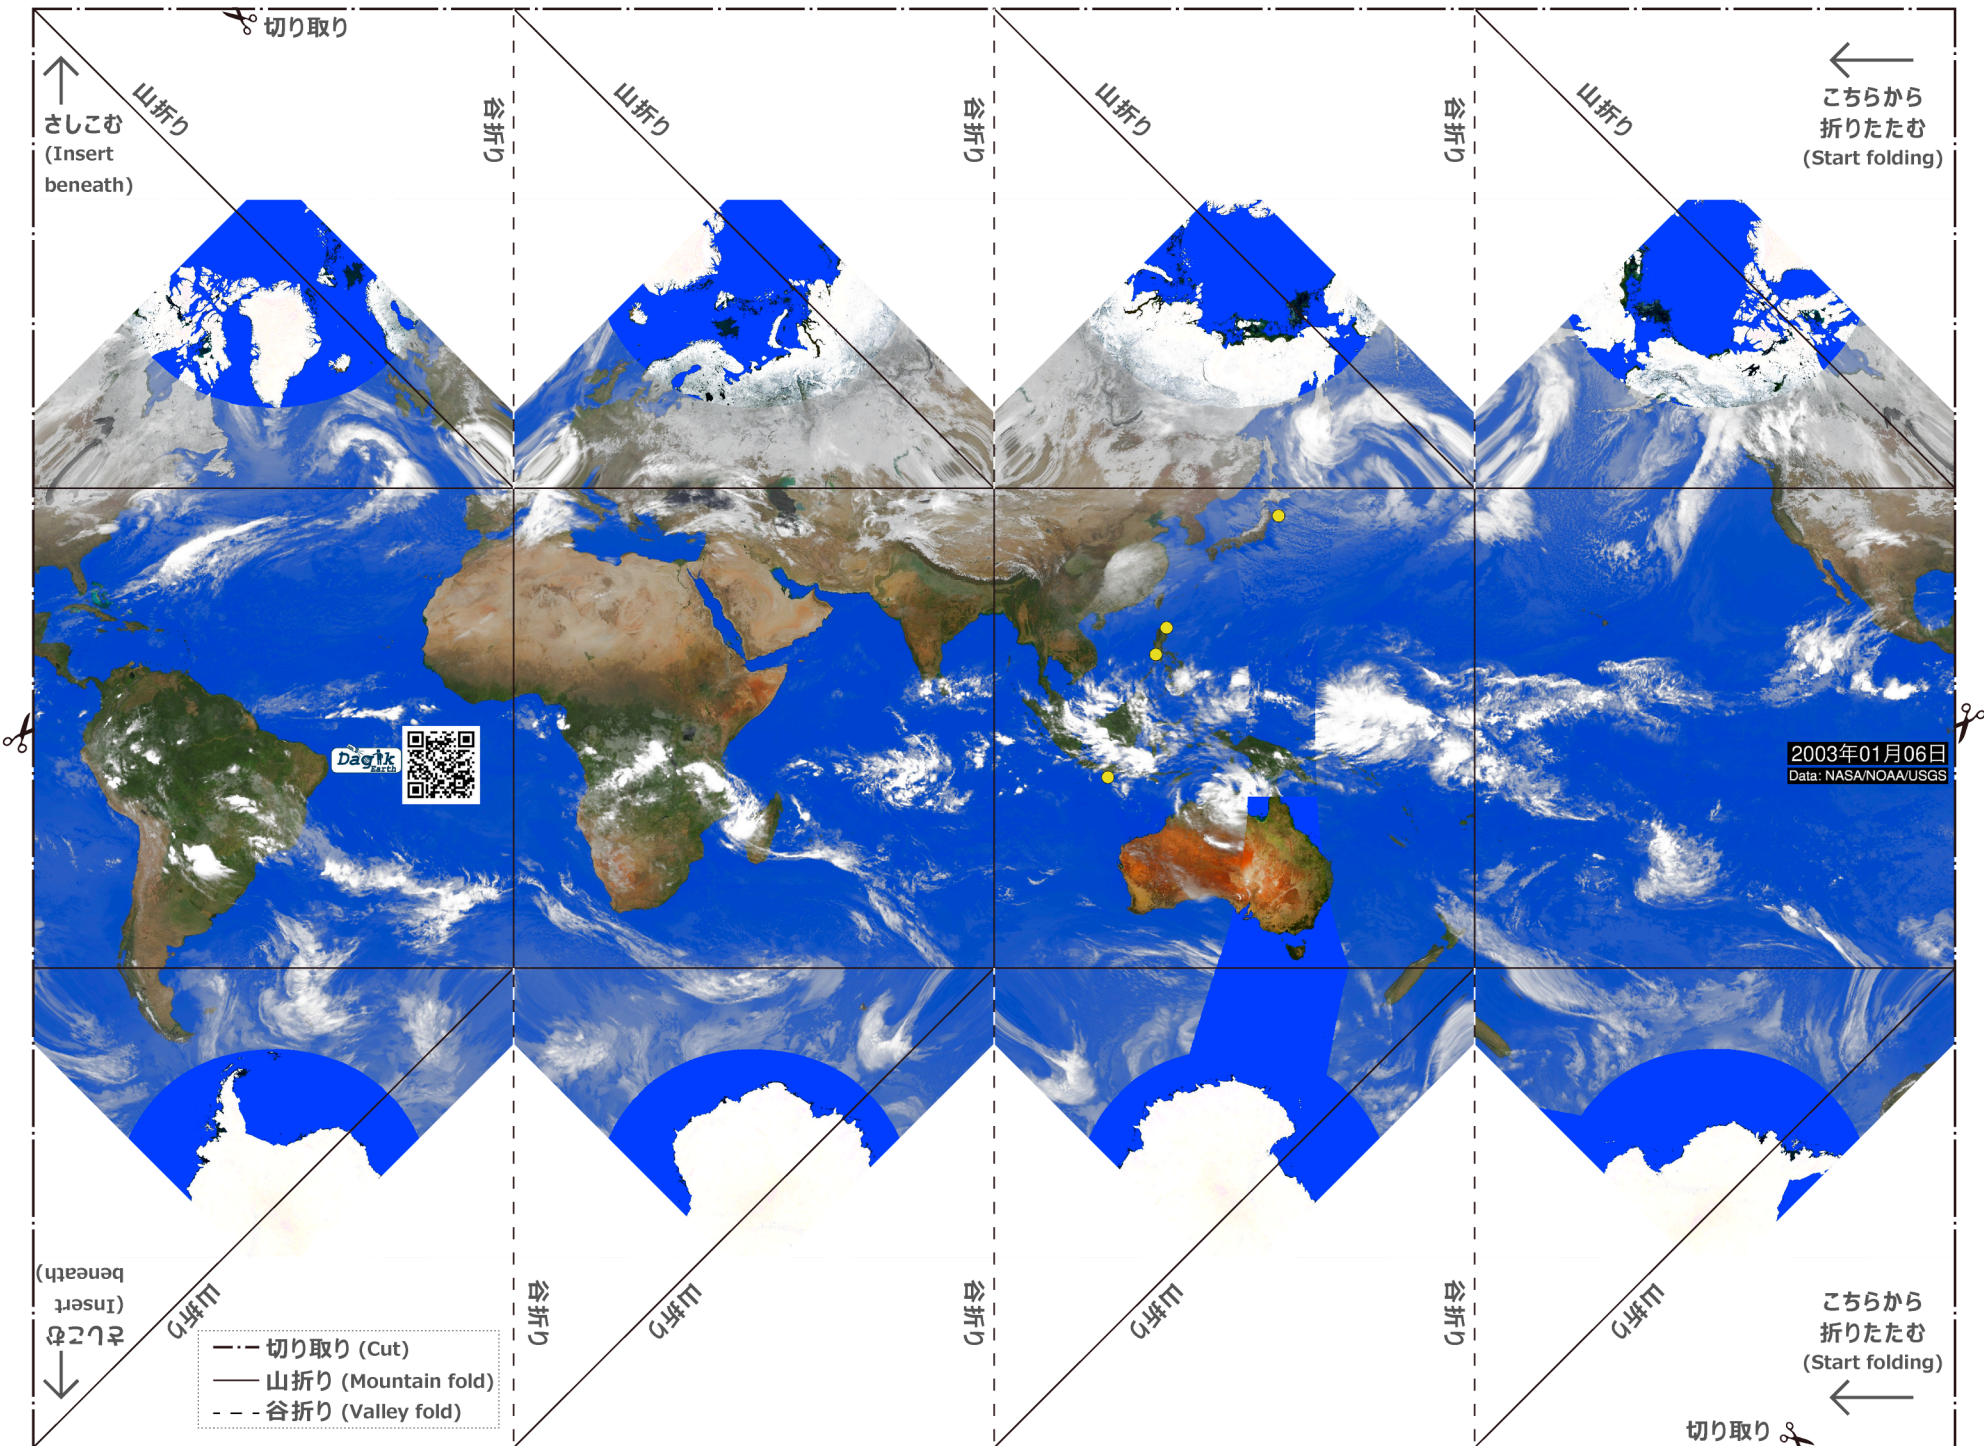 切り取り
さしこむ
(Insert
beneath)
山折り
谷折り
山折り
谷折り
山折り
谷折り
山折り
こちらから
折りたたむ
(Start folding)
Dagik
Earth
2003年01月06日
Data: NASA/NOAA/USGS
さしこむ
(Insert
beneath)
山折り
谷折り
山折り
谷折り
山折り
谷折り
山折り
こちらから
折りたたむ
(Start folding)
切り取り (Cut)
山折り (Mountain fold)
谷折り (Valley fold)
切り取り